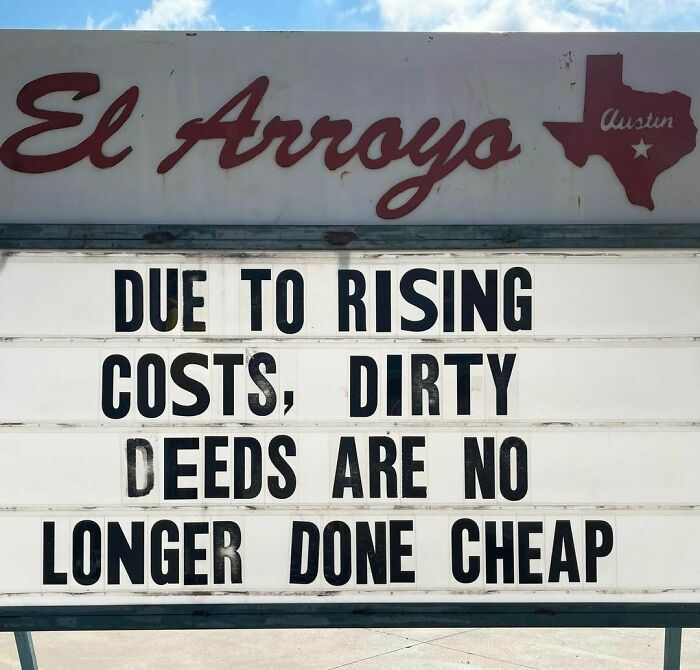 El Arroyo
Austin
DUE TO RISING
COSTS, DIRTY
DEEDS ARE NO
LONGER DONE CHEAP